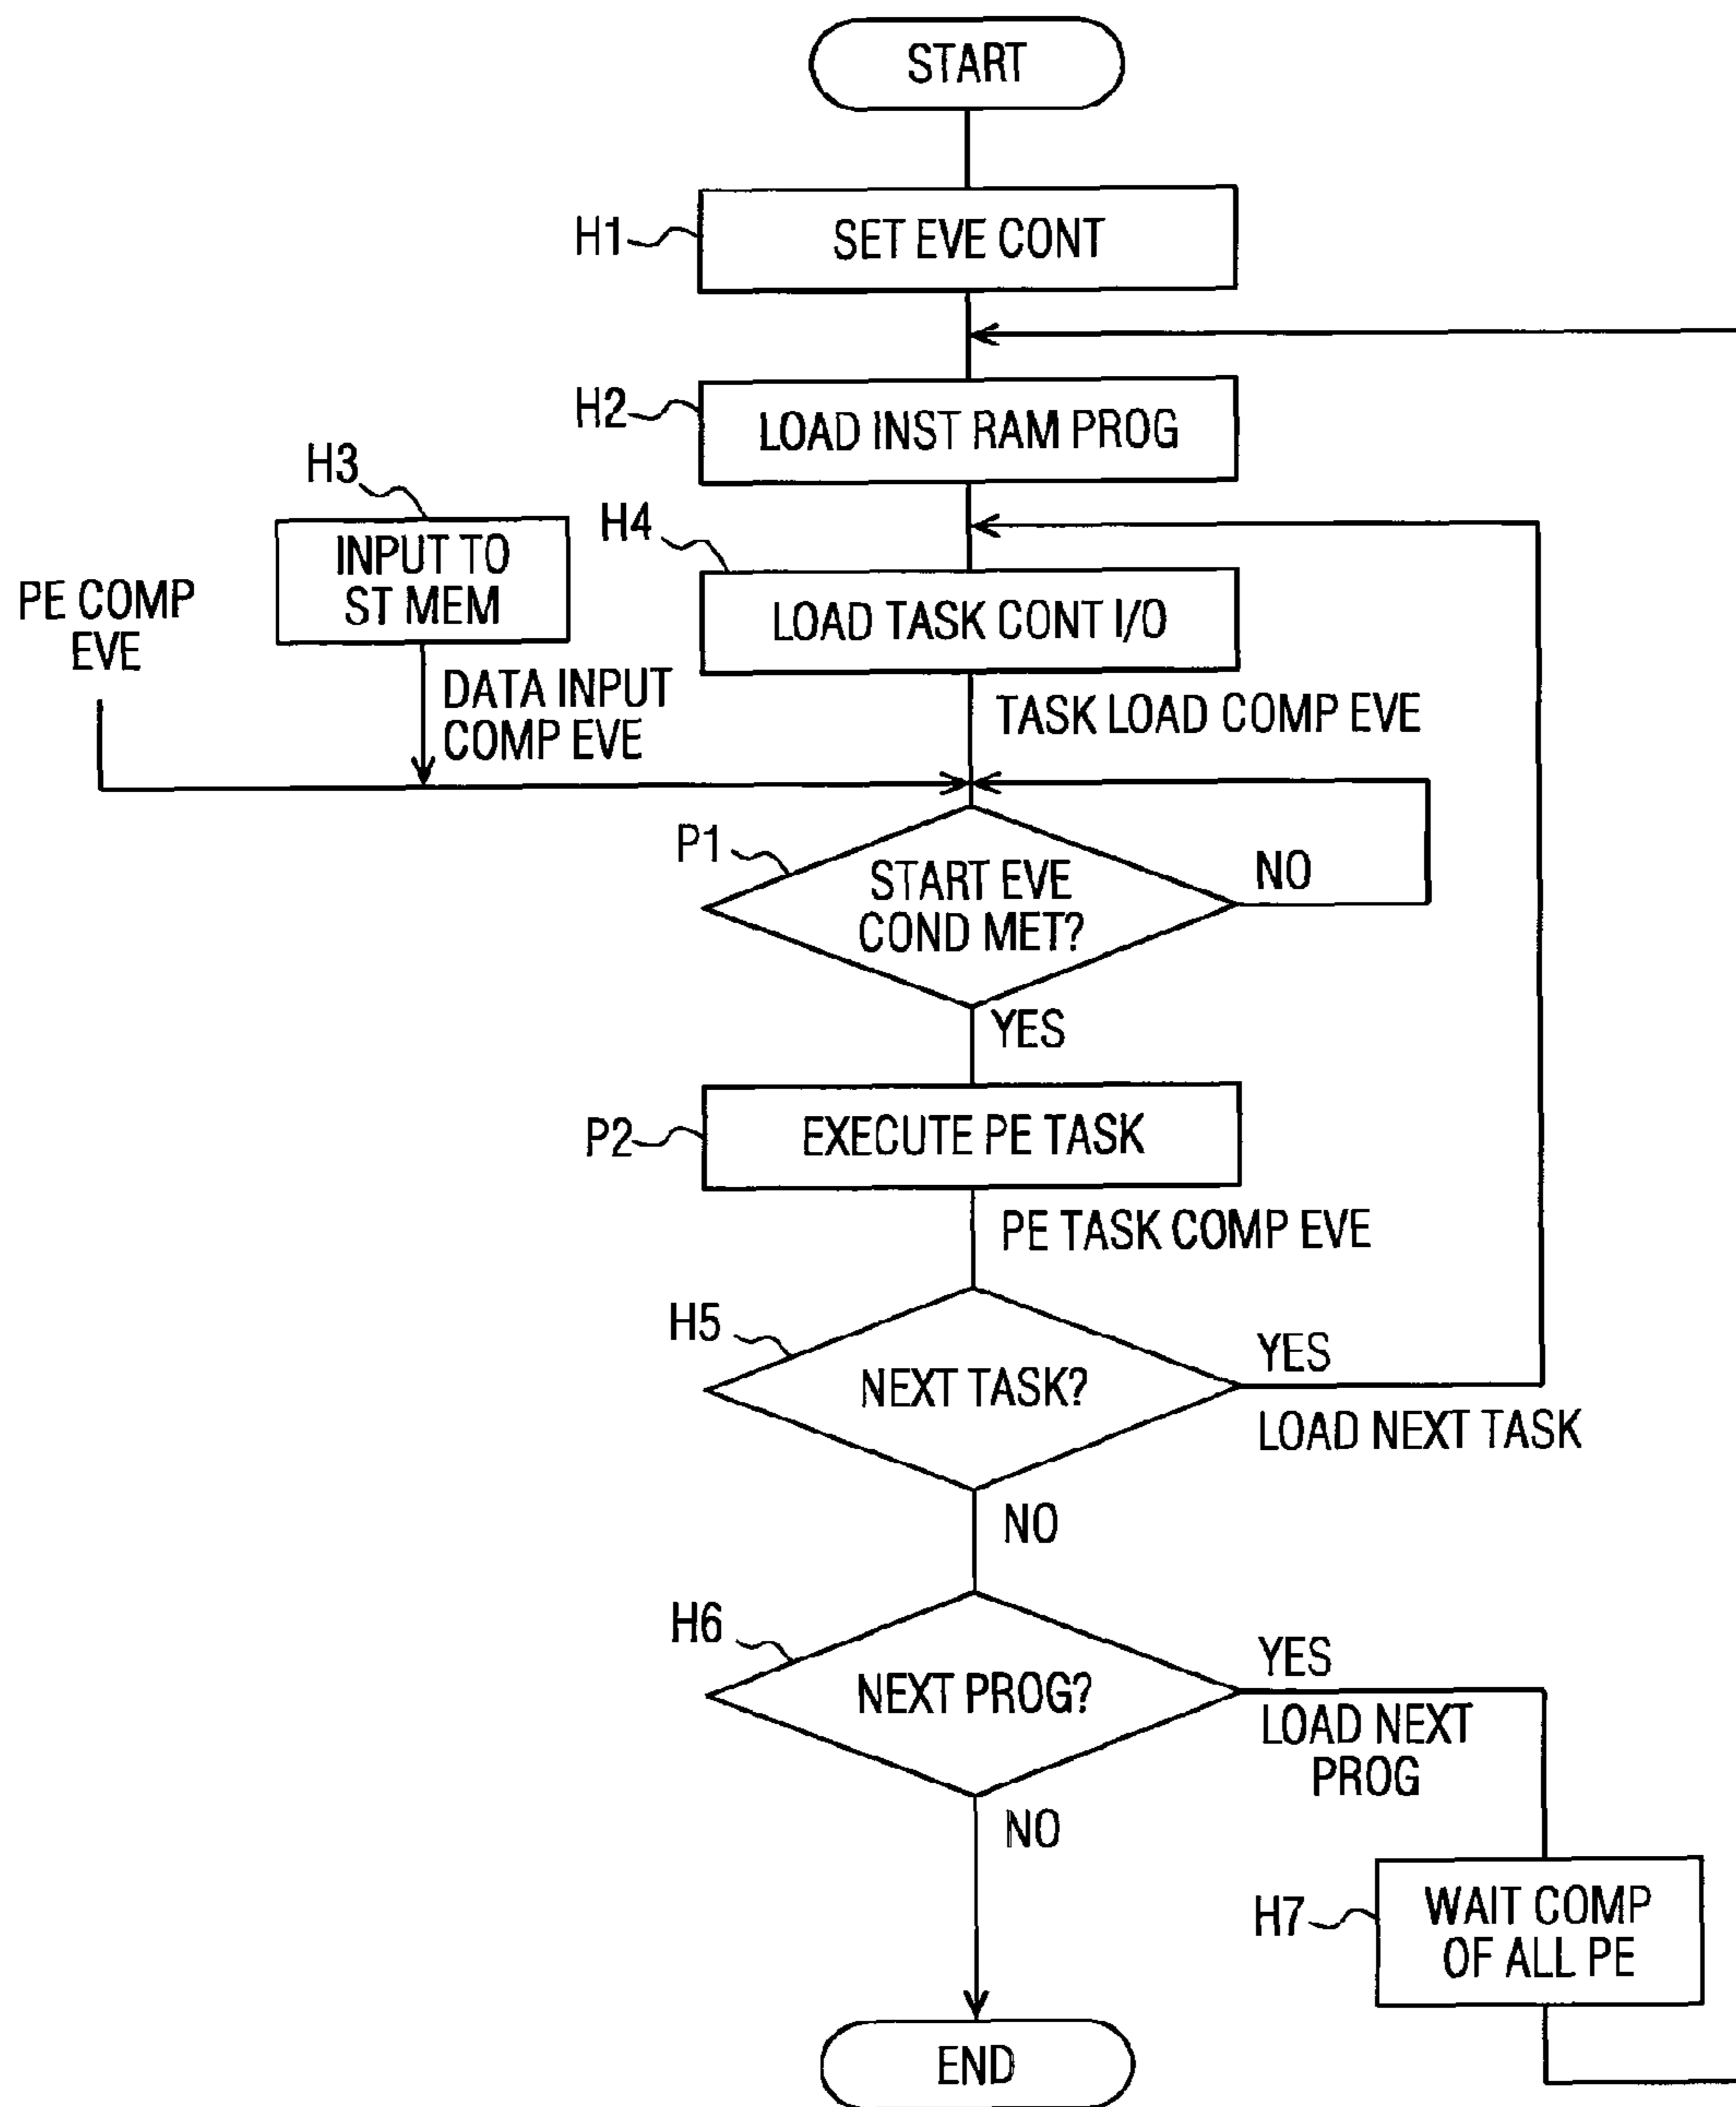 START
H1
SET EVE CONT
H2
LOAD INST RAM PROG
H3
INPUT TO
ST MEM
H4
LOAD TASK CONT I/O
PE COMP
EVE
DATA INPUT
COMP EVE
TASK LOAD COMP EVE
P1
START EVE
COND MET?
NO
YES
P2
EXECUTE PE TASK
PE TASK COMP EVE
H5
NEXT TASK?
YES
LOAD NEXT TASK
NO
H6
NEXT PROG?
YES
LOAD NEXT
PROG
NO
H7
WAIT COMP
OF ALL PE
END